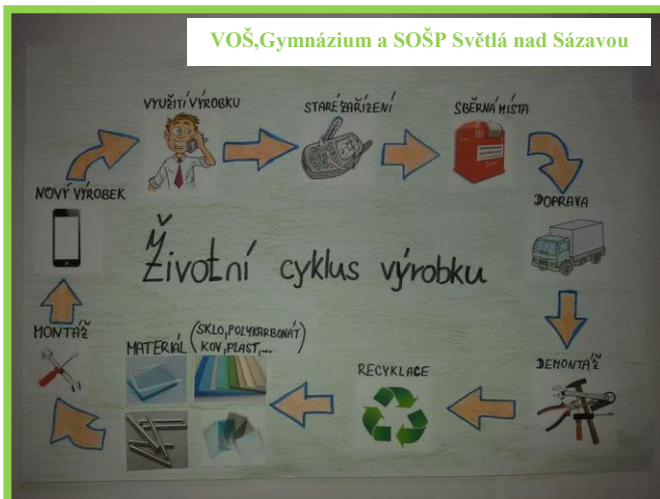 VOŠ,Gymnázium a SOŠP Světlá nad Sázavou
VYUŽITÍ VÝROBKU
STARÉ ZAŘÍZENÍ
SBĚRNÁ MÍSTA
NOVÝ VÝROBEK
DOPRAVA
Životní cyklus výrobku
MONTÁŽ
MATERIÁL (SKLO, POLYKARBONÁT
KOV, PLAST,...)
RECYKLACE
DEMONTÁŽ